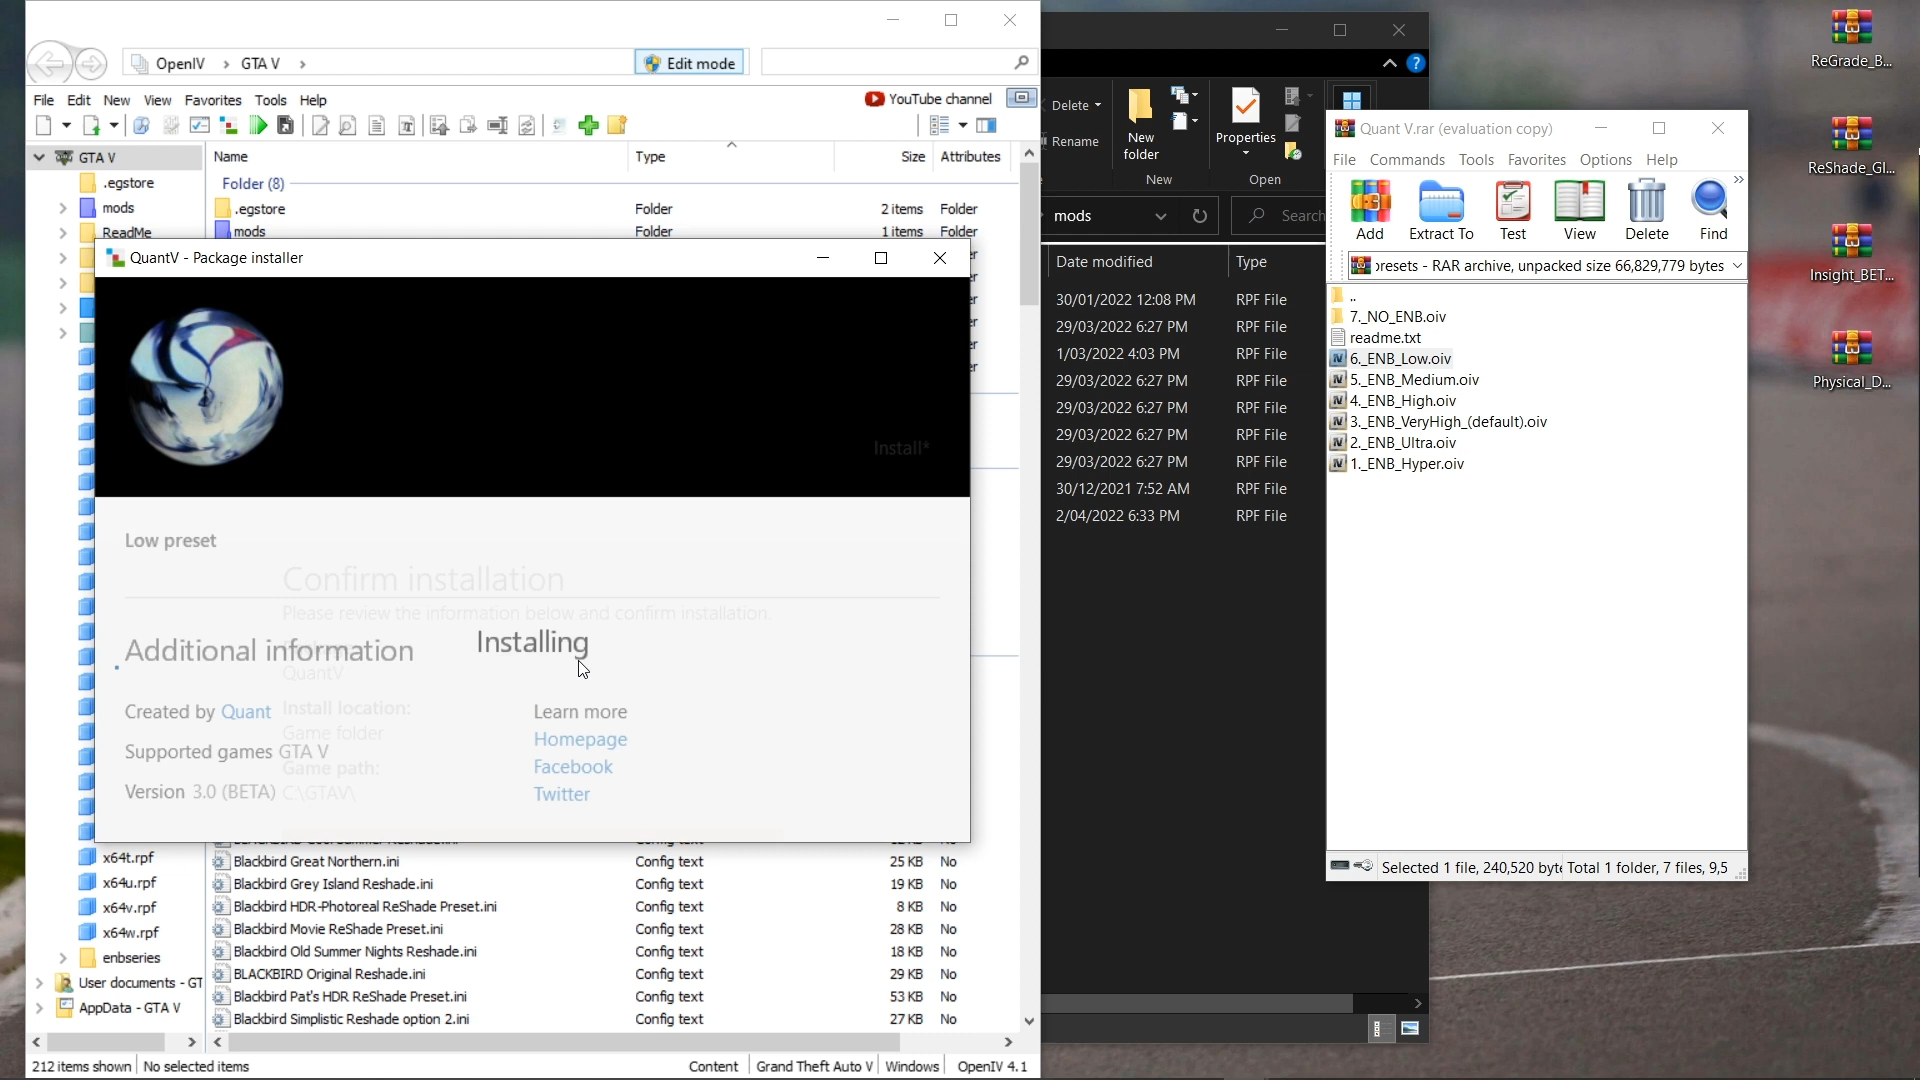 OpenIV › GTA V ›
Edit mode
File Edit New View Favorites Tools Help
YouTube channel
GTA V
.egstore
mods
ReadMe
x64t.rpf
x64u.rpf
x64v.rpf
x64w.rpf
enbseries
User documents - GT
AppData - GTA V
Name Type Size Attributes
Folder (8)
.egstore Folder 2 items Folder
mods Folder 1 items Folder
QuantV - Package installer
Install*
Low preset
Confirm installation
Please review the information below and confirm installation.
Additional information
Installing
QuantV
Created by Quant
Install location:
Game folder
Supported games GTA V
Game path:
Version 3.0 (BETA)
C:\GTAV\
Learn more
Homepage
Facebook
Twitter
Blackbird Great Northern.ini Config text 25 KB No
Blackbird Grey Island Reshade.ini Config text 19 KB No
Blackbird HDR-Photoreal ReShade Preset.ini Config text 8 KB No
Blackbird Movie ReShade Preset.ini Config text 28 KB No
Blackbird Old Summer Nights Reshade.ini Config text 18 KB No
BLACKBIRD Original Reshade.ini Config text 29 KB No
Blackbird Pat's HDR ReShade Preset.ini Config text 53 KB No
Blackbird Simplistic Reshade option 2.ini Config text 27 KB No
212 items shown No selected items Content Grand Theft Auto V Windows OpenIV 4.1
Delete
Rename
New folder
Properties
New Open
mods
Search
Date modified Type
30/01/2022 12:08 PM RPF File
29/03/2022 6:27 PM RPF File
1/03/2022 4:03 PM RPF File
29/03/2022 6:27 PM RPF File
29/03/2022 6:27 PM RPF File
29/03/2022 6:27 PM RPF File
29/03/2022 6:27 PM RPF File
30/12/2021 7:52 AM RPF File
2/04/2022 6:33 PM RPF File
Quant V.rar (evaluation copy)
File Commands Tools Favorites Options Help
Add Extract To Test View Delete Find
presets - RAR archive, unpacked size 66,829,779 bytes
..
7._NO_ENB.oiv
readme.txt
6._ENB_Low.oiv
5._ENB_Medium.oiv
4._ENB_High.oiv
3._ENB_VeryHigh_(default).oiv
2._ENB_Ultra.oiv
1._ENB_Hyper.oiv
Selected 1 file, 240,520 byte Total 1 folder, 7 files, 9,5
ReGrade_B...
ReShade_Gl...
Insight_BET...
Physical_D...